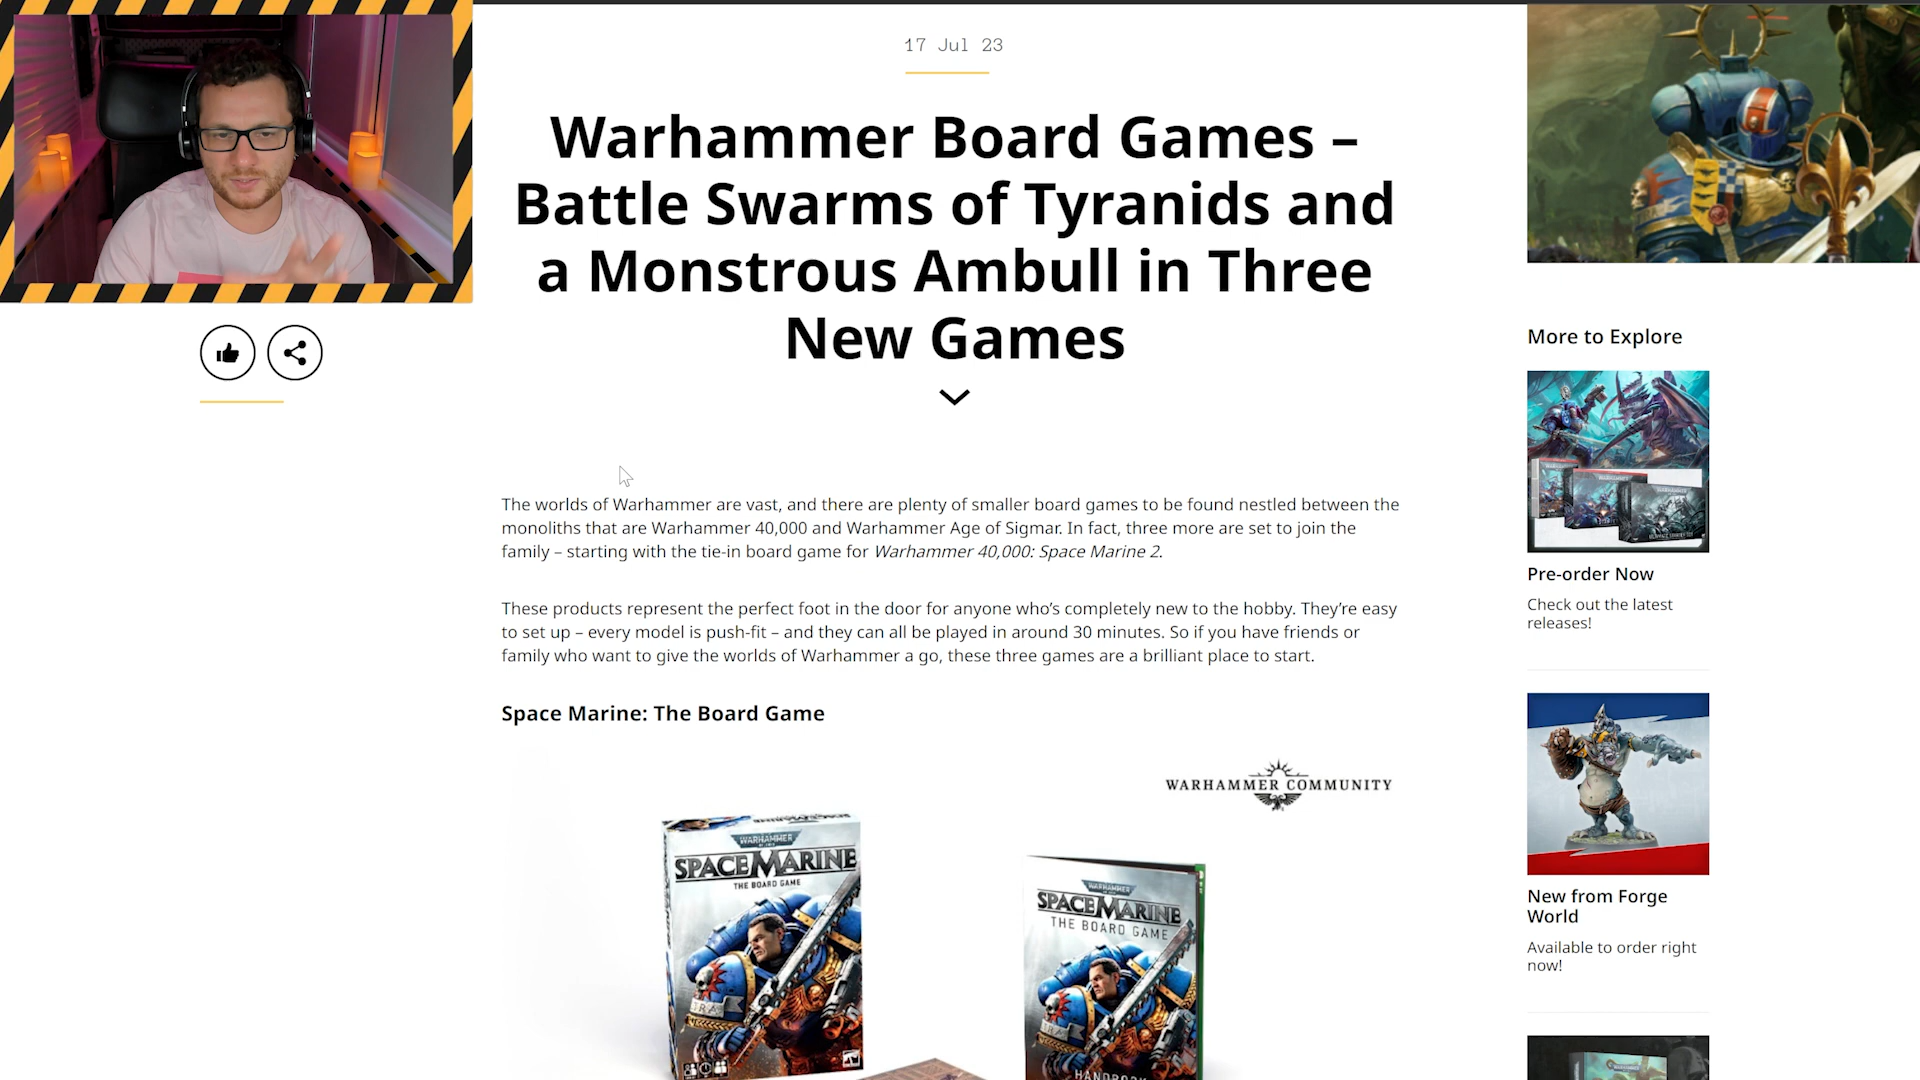 17 Jul 23
Warhammer Board Games –
Battle Swarms of Tyranids and
a Monstrous Ambull in Three
New Games
The worlds of Warhammer are vast, and there are plenty of smaller board games to be found nestled between the
monoliths that are Warhammer 40,000 and Warhammer Age of Sigmar. In fact, three more are set to join the
family – starting with the tie-in board game for Warhammer 40,000: Space Marine 2.
These products represent the perfect foot in the door for anyone who’s completely new to the hobby. They’re easy
to set up – every model is push-fit – and they can all be played in around 30 minutes. So if you have friends or
family who want to give the worlds of Warhammer a go, these three games are a brilliant place to start.
Space Marine: The Board Game
WARHAMMER COMMUNITY
WARHAMMER
SPACE MARINE
THE BOARD GAME
WARHAMMER
SPACE MARINE
THE BOARD GAME
HANDBOOK
More to Explore
Pre-order Now
Check out the latest
releases!
New from Forge
World
Available to order right
now!